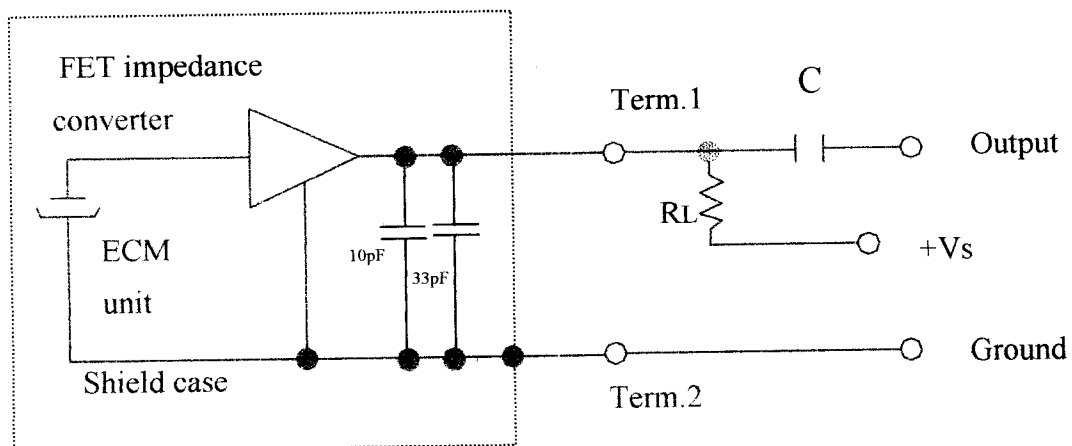 FET impedance
converter
Term.1
C
Output
RL
+Vs
10pF
33pF
ECM
unit
Shield case
Term.2
Ground